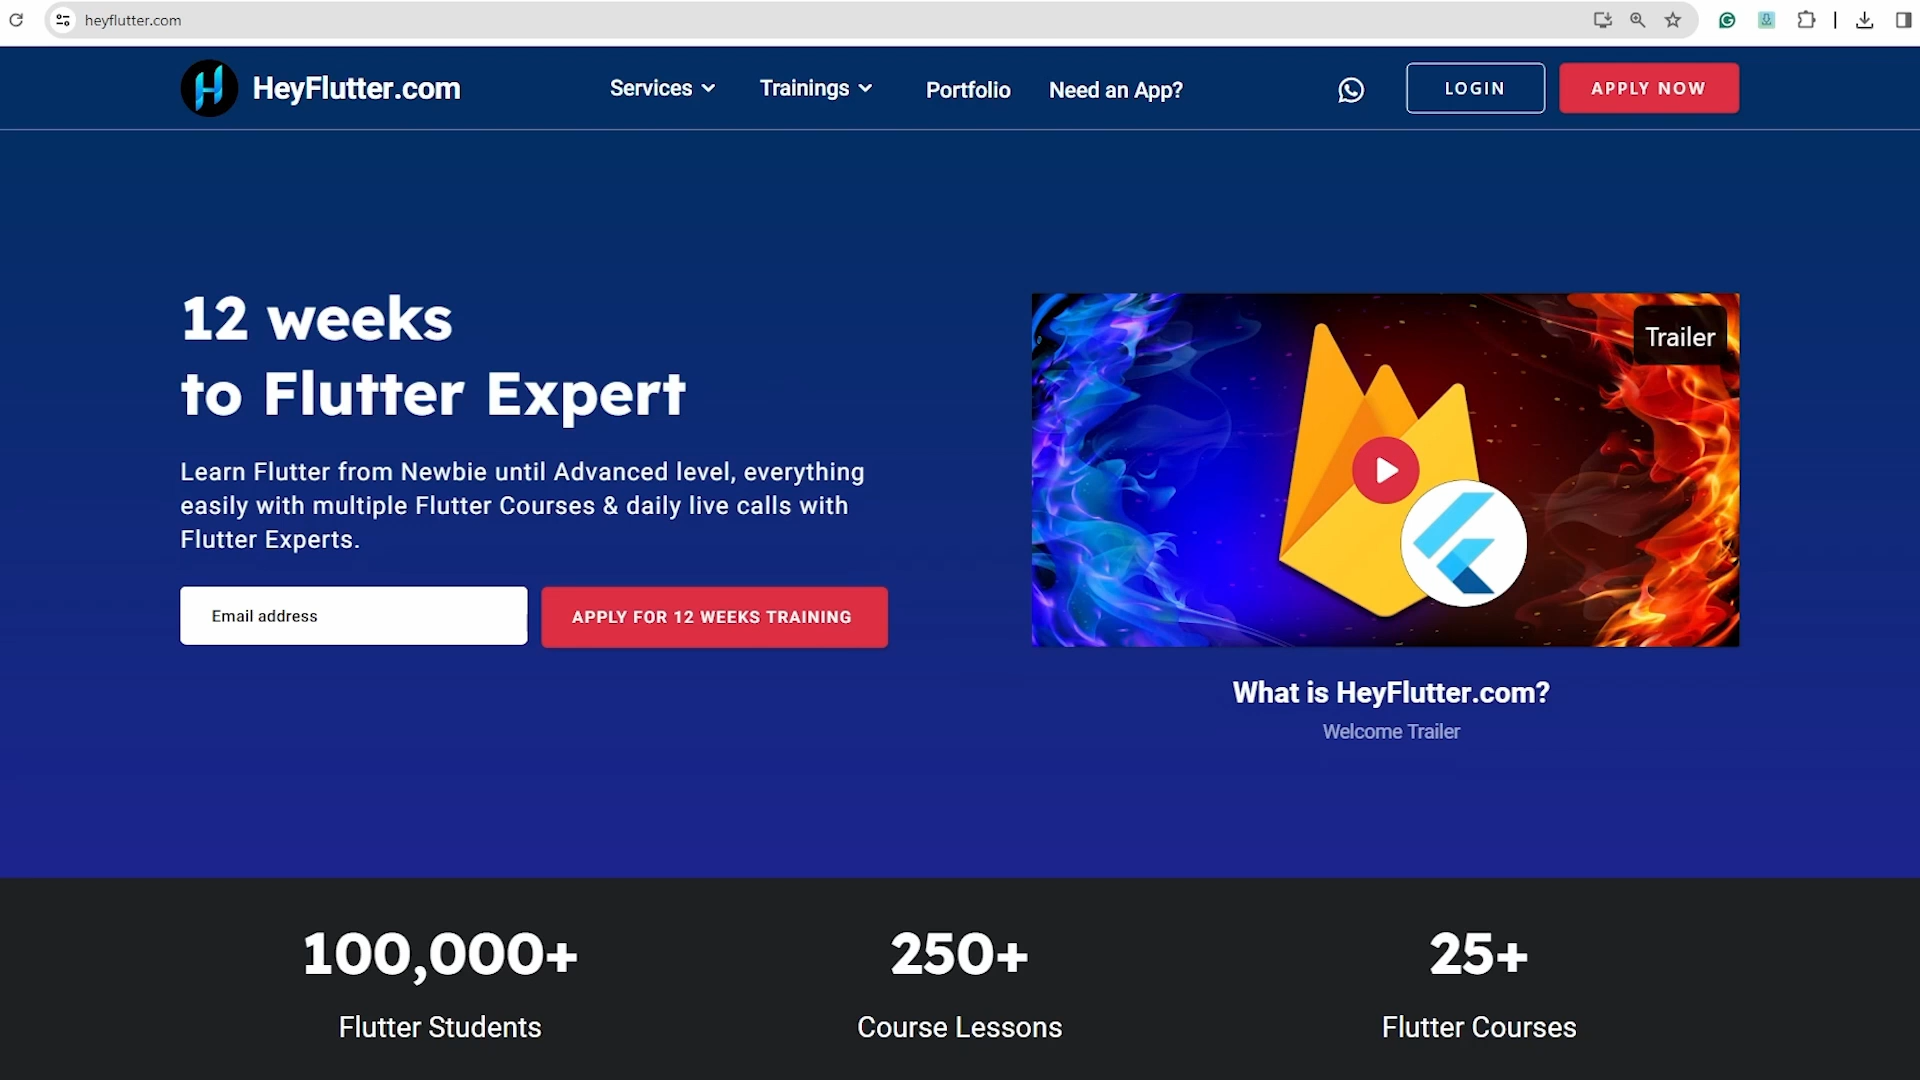 heyflutter.com
HeyFlutter.com
Services
Trainings
Portfolio
Need an App?
LOGIN
APPLY NOW
12 weeks
to Flutter Expert
Learn Flutter from Newbie until Advanced level, everything
easily with multiple Flutter Courses & daily live calls with
Flutter Experts.
Email address
APPLY FOR 12 WEEKS TRAINING
Trailer
What is HeyFlutter.com?
Welcome Trailer
100,000+
Flutter Students
250+
Course Lessons
25+
Flutter Courses